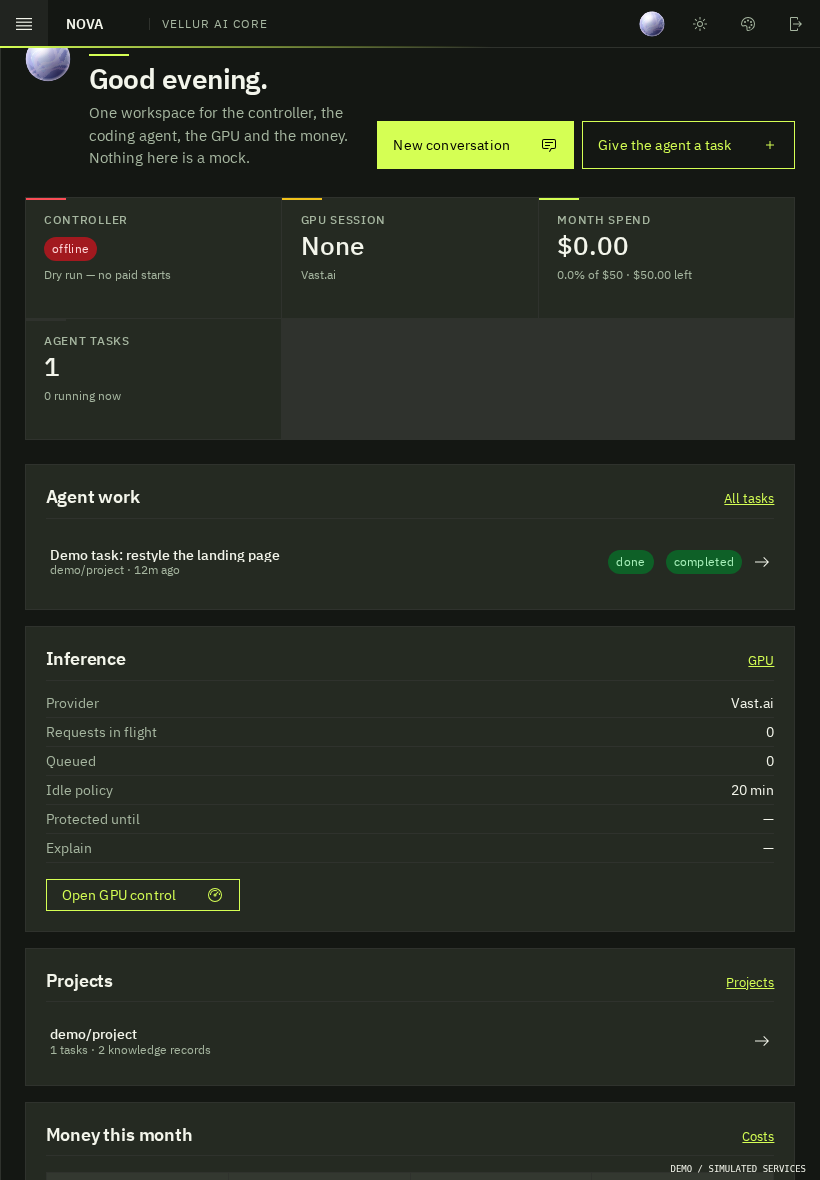 NOVA
VELLUR AI CORE
Good evening.
One workspace for the controller, the
coding agent, the GPU and the money.
Nothing here is a mock.
New conversation
Give the agent a task
CONTROLLER
offline
Dry run — no paid starts
GPU SESSION
None
Vast.ai
MONTH SPEND
$0.00
0.0% of $50 · $50.00 left
AGENT TASKS
1
0 running now
Agent work
All tasks
Demo task: restyle the landing page
demo/project · 12m ago
done
completed
Inference
GPU
Provider
Vast.ai
Requests in flight
0
Queued
0
Idle policy
20 min
Protected until
—
Explain
—
Open GPU control
Projects
Projects
demo/project
1 tasks · 2 knowledge records
Money this month
Costs
DEMO / SIMULATED SERVICES